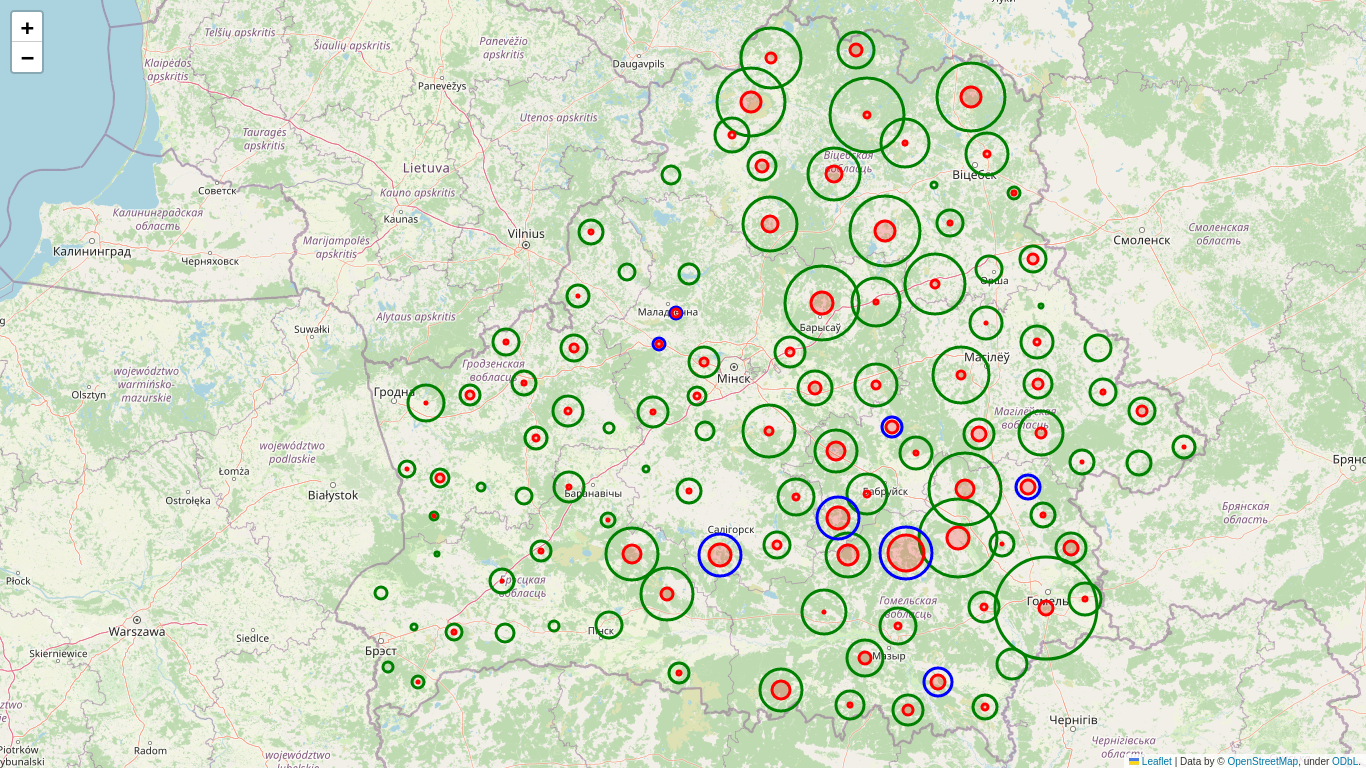 +
−
Telšių apskritis
Šiaulių apskritis
Panevėžio
apskritis
Луки
Klaipėdos
apskritis
Daugavpils
Panevėžys
Utenos apskritis
Tauragės
apskritis
Lietuva
Віцебская
вобласць
Віцебск
Советск
Kauno apskritis
Калининградская
область
Kaunas
Vilnius
Калининград
Черняховск
Marijampolės
apskritis
Смоленск
Смоленская
область
Орша
Alytaus apskritis
Маладзечна
Suwałki
Барысаў
Магілёў
Гродзенская
вобласць
Мінск
województwo
warmińsko-
mazurskie
Olsztyn
Гродна
Магілёўская
вобласць
województwo
podlaskie
Łomża
Брянс
Ostrołęka
Białystok
Баранавічы
Бабруйск
Брянская
область
Салігорск
Płock
Брэсцкая
вобласць
Гомельская
вобласць
Гомель
Warszawa
Siedlce
Пінск
Skierniewice
Брэст
Мазыр
Чернігів
Radom
województwo
lubelskie
Чернігівська
область
Piotrków
rybunalski
Leaflet | Data by © OpenStreetMap, under ODbL.